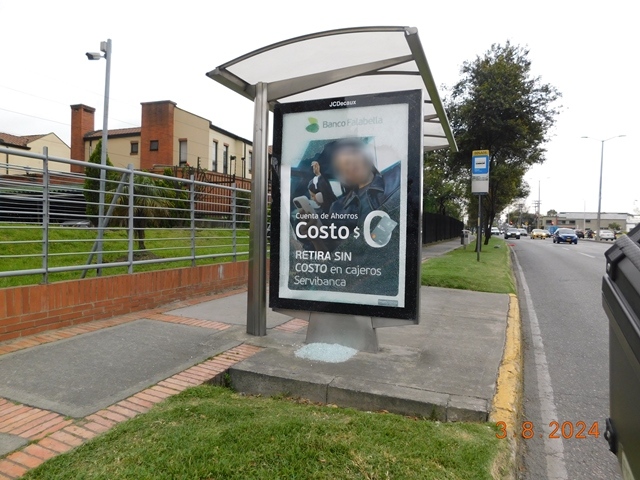 JCDecaux
Banco Falabella
Cuenta de Ahorros
Costo $0
RETIRA SIN
COSTO en cajeros
Servibanca
3. 8. 2024